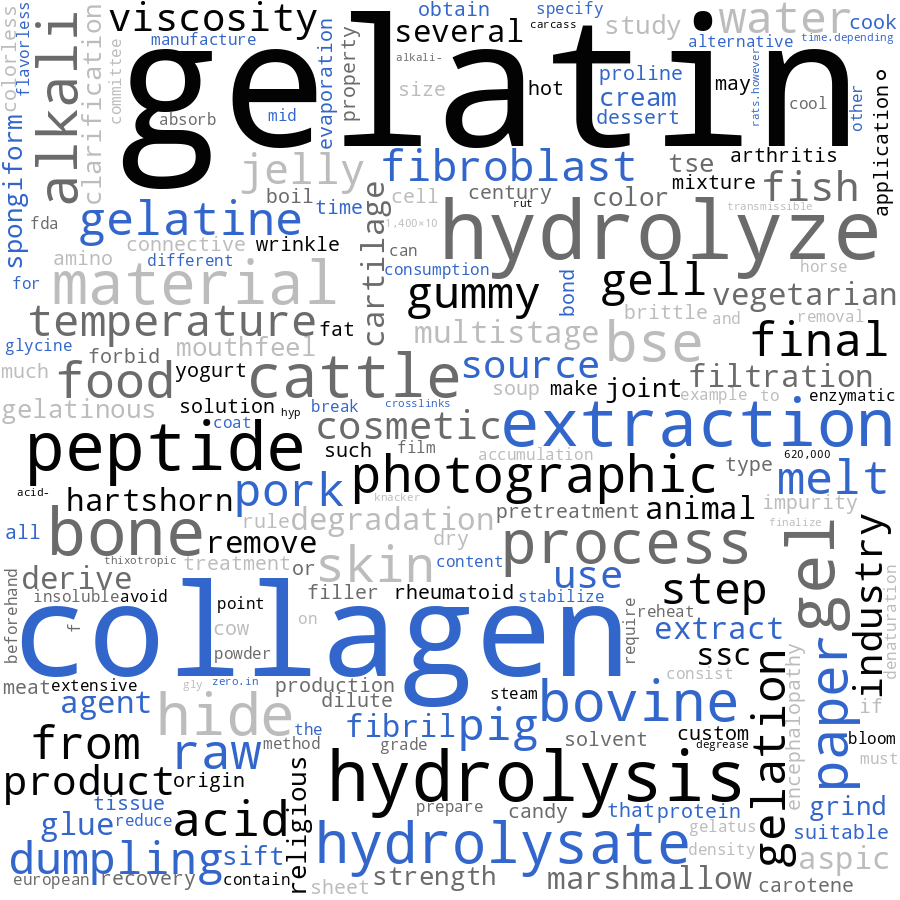 gelatin
viscosity
obtain
specify
carcass
several
study
water
cook
time.depending
alternative
manufacture
colorless
flavorless
alkali
clarification
committee
alkali-
evaporation
property
size
hot
proline
cream
dessert
may
rats.however
cool
other
application
absorb
mid
spongiform
jelly
fibroblast
tse
arthritis
mixture
fish
boil
time
cell
century
rut
color
transmissible
fda
gelatine
cartilage
1,400×10
hydrolyze
connective
wrinkle
can
amino
different
consumption
horse
for
material
gummy
bond
gell
vegetarian
brittle
and
removal
temperature
fat
multistage
bse
final
glycine
forbid
mouthfeel
much
food
yogurt
cattle
source
soup
make
joint
filtration
example
to
enzymatic
gelatinous
solution
hyp
break
crosslinks
coat
cosmetic
extraction
peptide
such
film
accumulation
620,000
photographic
type
melt
acid-
hartshorn
pork
knacker
impurity
rule
degradation
pretreatment
animal
finalize
all
bone
remove
dry
process
gel
industry
thixotropic
treatment
or
skin
content
derive
beforehand
use
step
insoluble
avoid
filler
rheumatoid
stabilize
denaturation
point
require
reheat
f
collagen
cow
on
extract
paper
powder
ssc
encephalopathy
consist
meat
extensive
gly
zero.in
production
dilute
steam
bovine
gelation
agent
hide
if
fibril
pig
the
custom
from
raw
method
grade
solvent
degrease
bloom
must
product
origin
religious
hydrolysis
tissue
prepare
candy
that
protein
grind
glue
reduce
acid
gelatus
suitable
dumpling
sift
hydrolysate
density
aspic
european
recovery
contain
sheet
strength
marshmallow
carotene